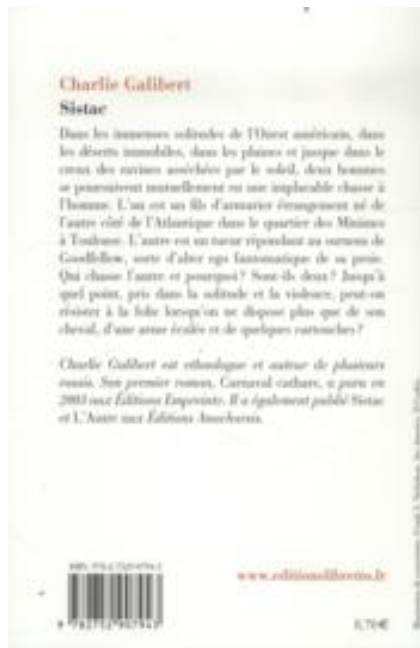 Charlie Galibert
Sistac
Dans les immenses solitudes de l'Ouest américain, dans
les déserts immobiles, dans les plaines et jusque dans le
creux des ravines asséchées par le soleil, deux hommes
se poursuivent mutuellement en une implacable chasse à
l'homme. L'un est un fils d'armurier étrangement né de
l'autre côté de l'Atlantique dans le quartier des Minimes
à Toulouse. L'autre est un tueur répondant au surnom de
Goodfellow, sorte d'alter ego fantomatique de sa proie.
Qui chasse l'autre et pourquoi ? Sont-ils deux ? Jusqu'à
quel point, pris dans la solitude et la violence, peut-on
résister à la folie lorsqu'on ne dispose plus que de son
cheval, d'une arme éculée et de quelques cartouches ?
Charlie Galibert est ethnologue et auteur de plusieurs
essais. Son premier roman, Carnaval cathare, a paru en
2003 aux Éditions Empreinte. Il a également publié Sistac
et L'Autre aux Éditions Anacharsis.
www.editionslibretto.fr
9 782752 907943
8,70 €